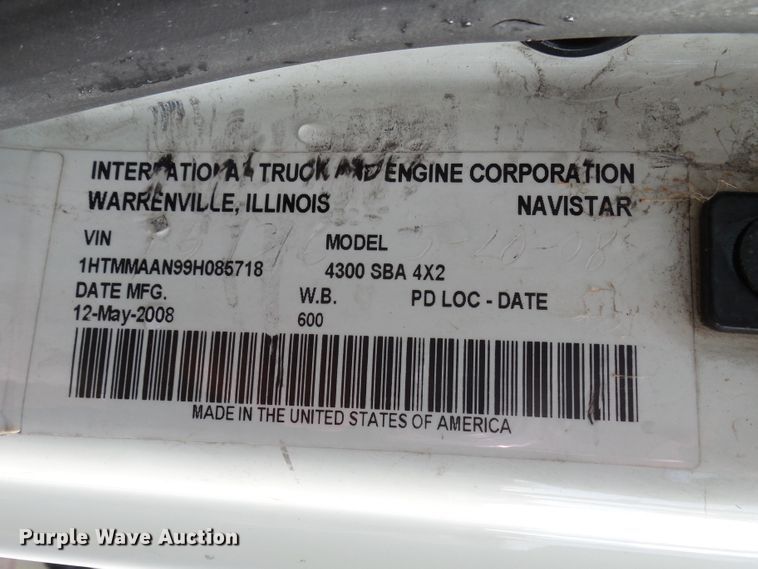 INTERNATIONAL TRUCK AND ENGINE CORPORATION
WARRENVILLE, ILLINOIS NAVISTAR
VIN MODEL
1HTMMAAN99H085718 4300 SBA 4X2
DATE MFG. W.B. PD LOC - DATE
12-May-2008 600
MADE IN THE UNITED STATES OF AMERICA
Purple Wave Auction